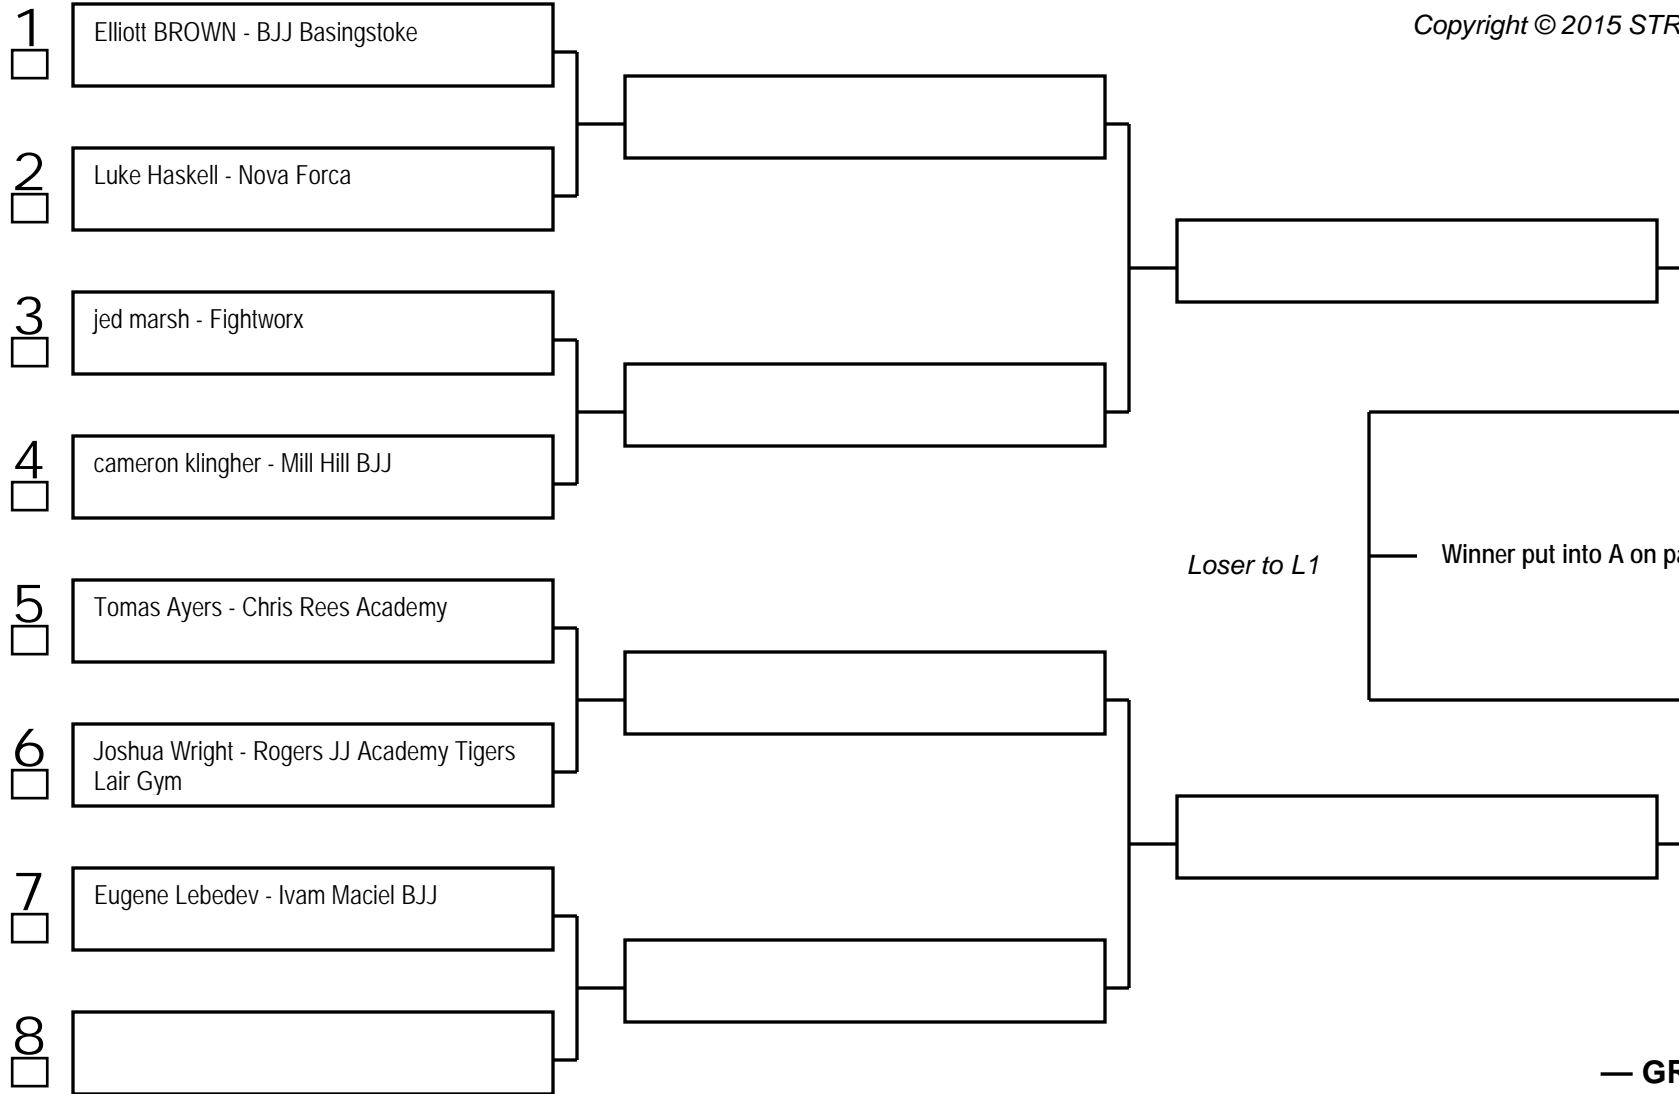 Copyright © 2015 STR
1
Elliott BROWN - BJJ Basingstoke
2
Luke Haskell - Nova Forca
3
jed marsh - Fightworx
4
cameron klingher - Mill Hill BJJ
Loser to L1
Winner put into A on pa
5
Tomas Ayers - Chris Rees Academy
6
Joshua Wright - Rogers JJ Academy Tigers
Lair Gym
7
Eugene Lebedev - Ivam Maciel BJJ
8
— GR